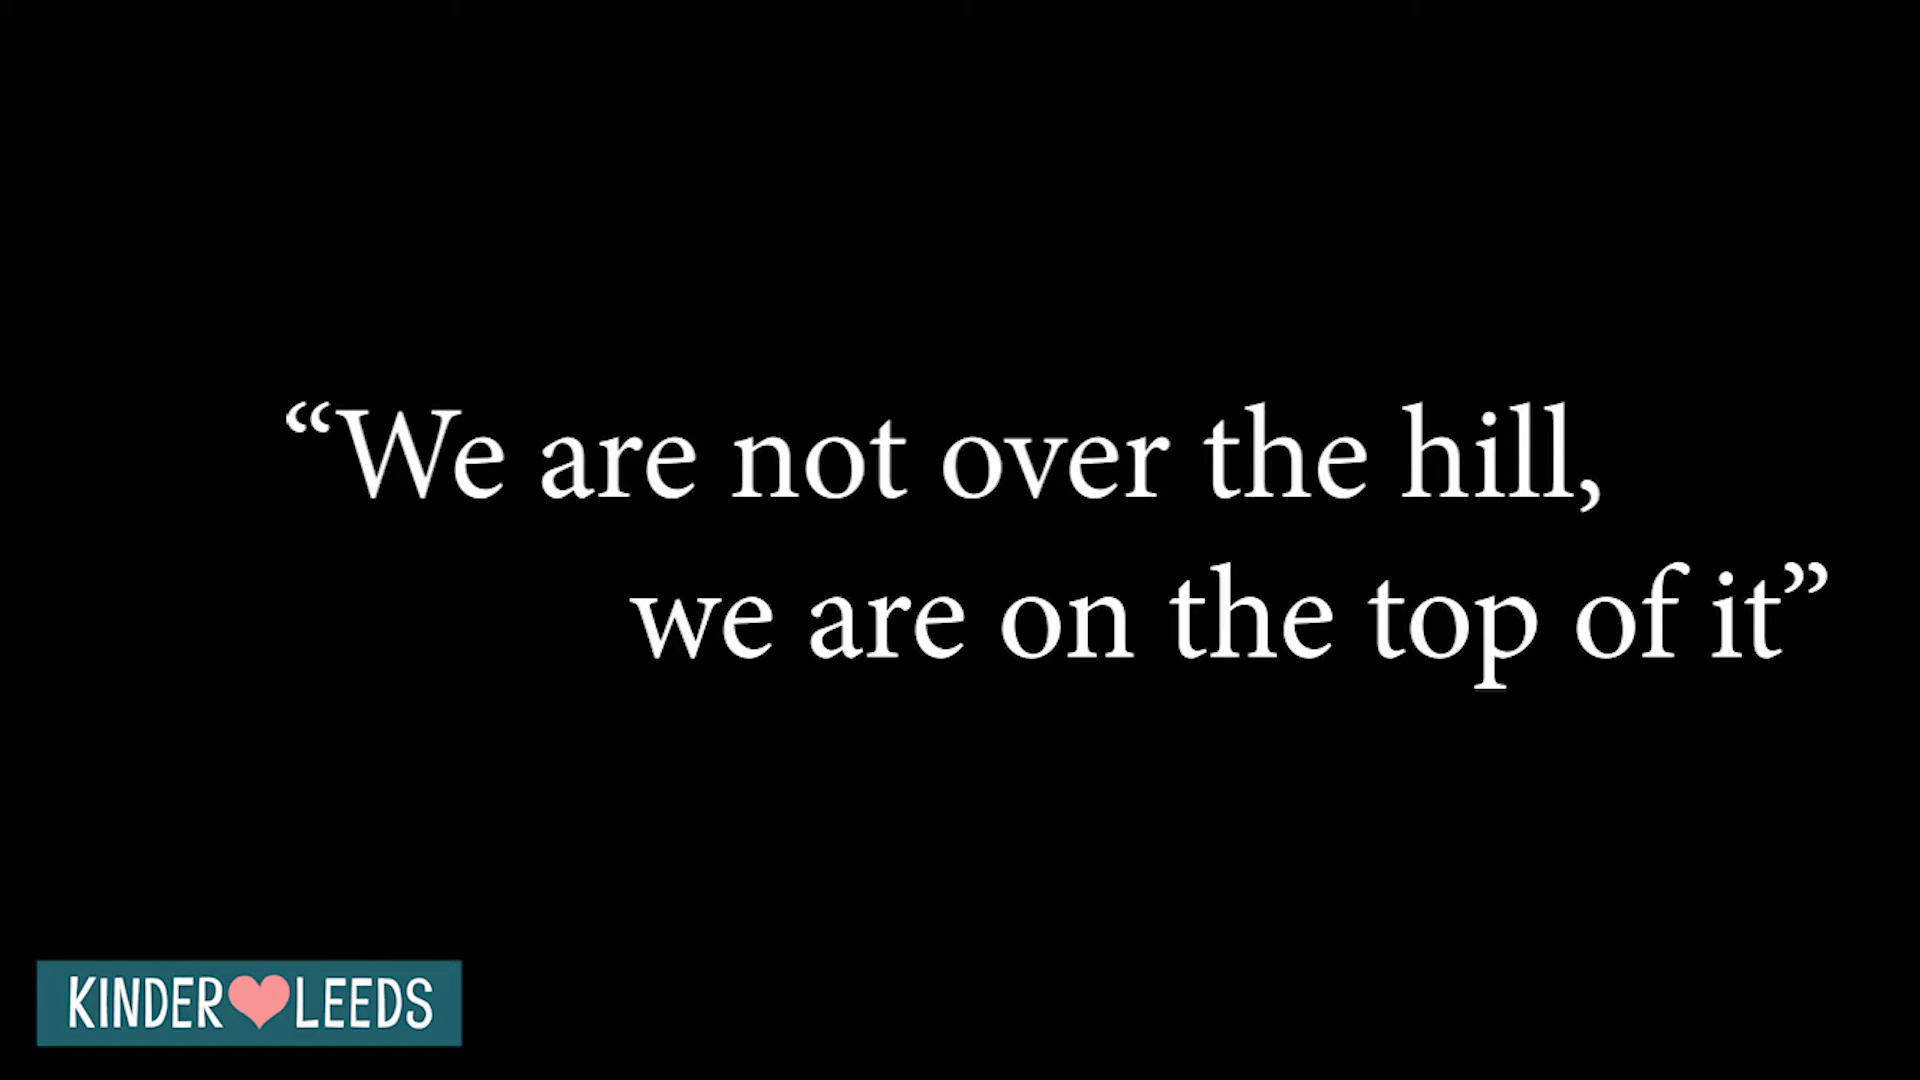 “We are not over the hill,
we are on the top of it”
KINDER LEEDS